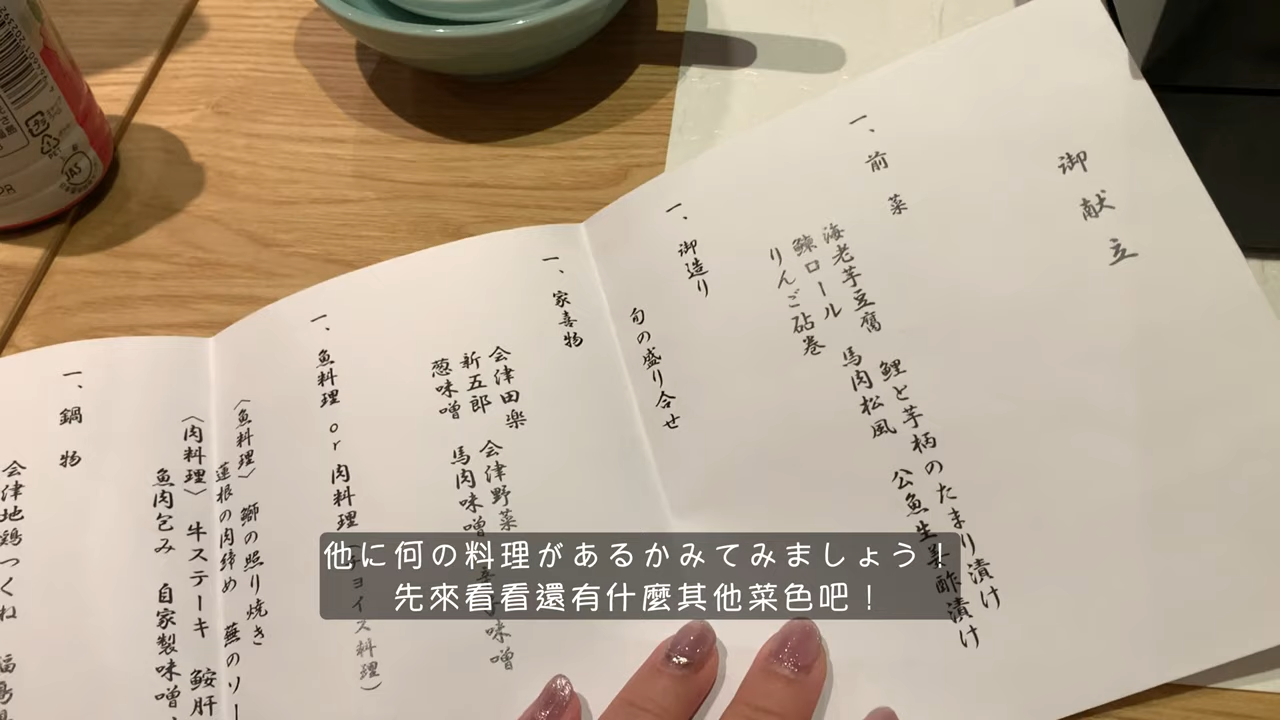 御献立
一、前菜
海老芋豆腐 鯉と芋柄のたまり漬け
鰊ロール 馬肉松風 公魚生姜酢漬け
りんご砧巻
一、御造り
旬の盛り合せ
一、家喜物
会津田楽 会津野菜
新五郎 馬肉味噌
葱味噌
味噌
一、魚料理 or 肉料理
チョイス料理)
〈魚料理〉 鰤の照り焼き
蓮根の肉締め 蕪のソー
〈肉料理〉 牛ステーキ 鮟肝
魚肉包み 自家製味噌
一、鍋物
会津地鶏つくね 福島
他に何の料理があるかみてみましょう！
先來看看還有什麼其他菜色吧！
JAS
PET